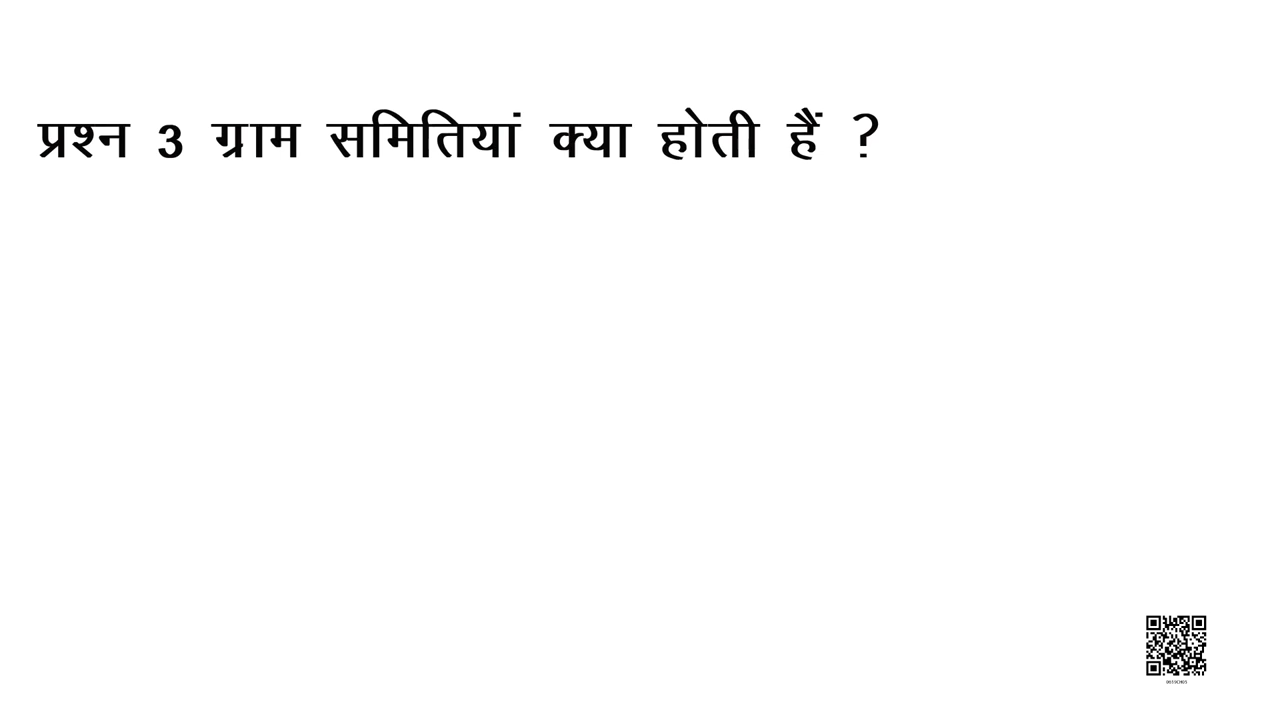 प्रश्न 3 ग्राम समितियां क्या होती हैं ?